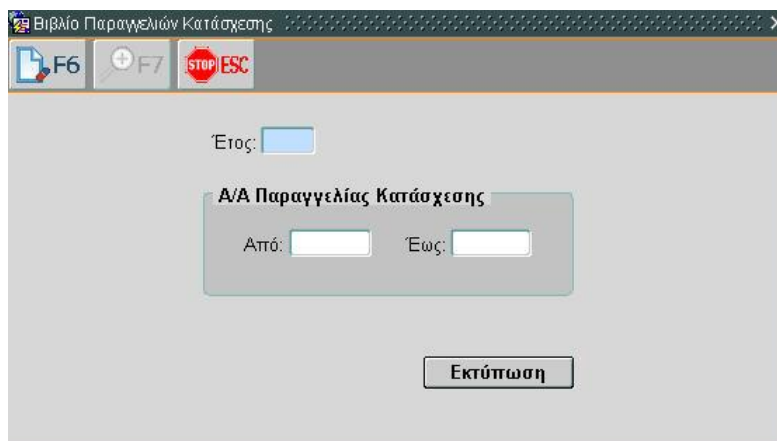 Βιβλίο Παραγγελιών Κατάσχεσης
F6 F7 STOP ESC
Έτος:
Α/Α Παραγγελίας Κατάσχεσης
Από: Έως:
Εκτύπωση